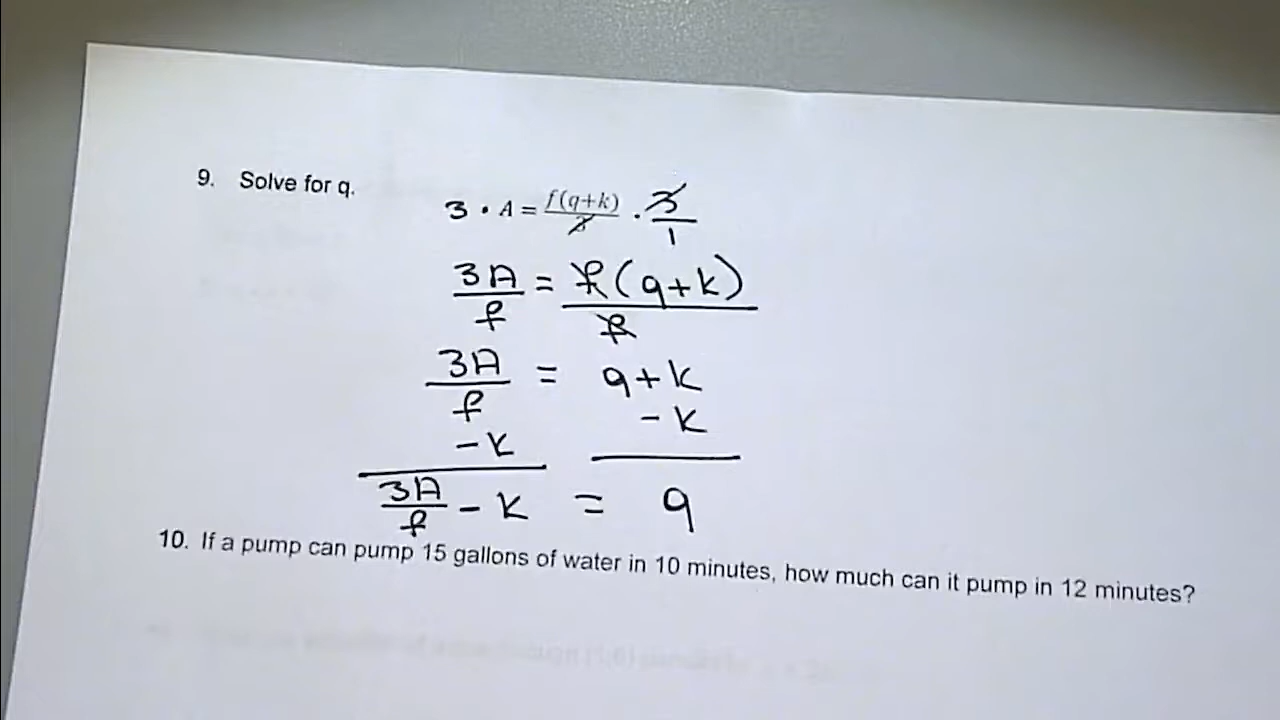 9. Solve for q.
3 · A = f(q+k)/3 · 3/1
3A/f = f(q+k)/f
3A/f = q+k
-k -k
3A/f - k = q
10. If a pump can pump 15 gallons of water in 10 minutes, how much can it pump in 12 minutes?